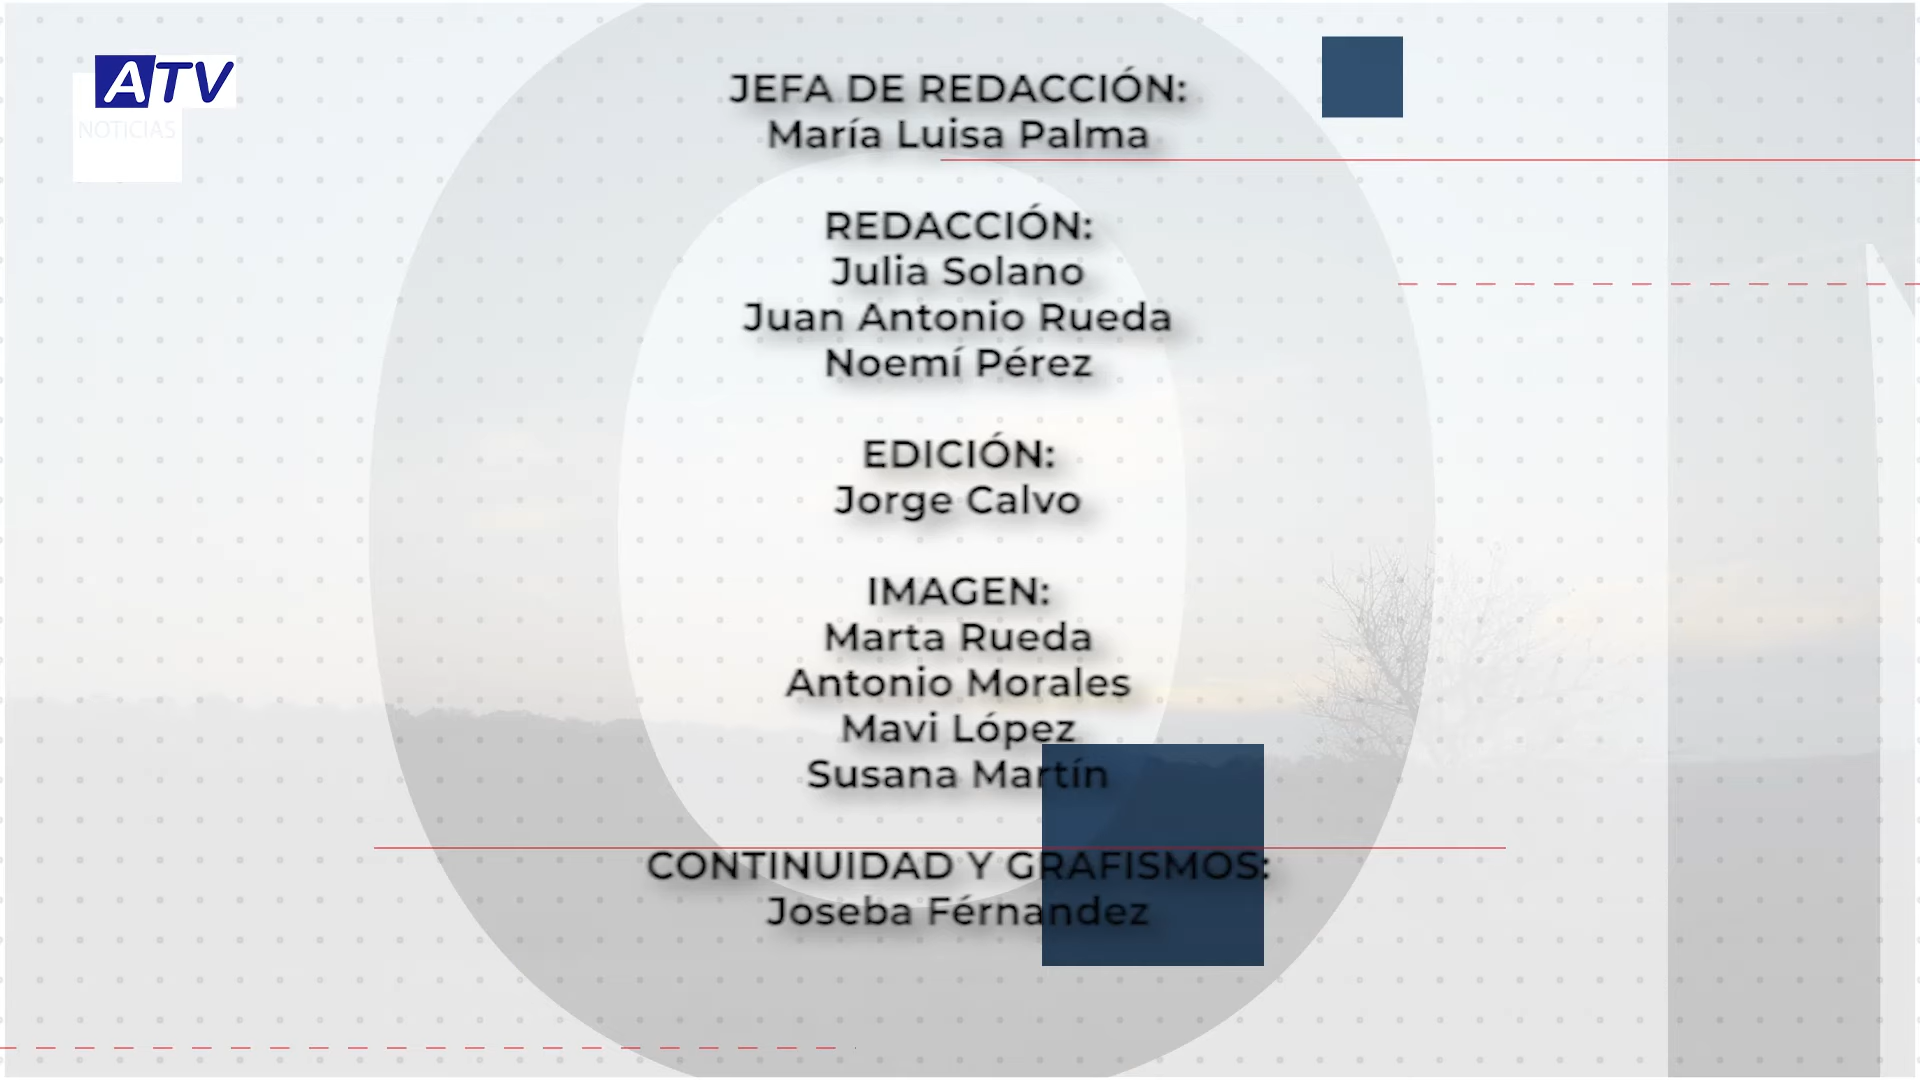 ATV
NOTICIAS
JEFA DE REDACCIÓN:
María Luisa Palma
REDACCIÓN:
Julia Solano
Juan Antonio Rueda
Noemí Pérez
EDICIÓN:
Jorge Calvo
IMAGEN:
Marta Rueda
Antonio Morales
Mavi López
Susana Martín
CONTINUIDAD Y GRAFISMOS:
Joseba Férnandez